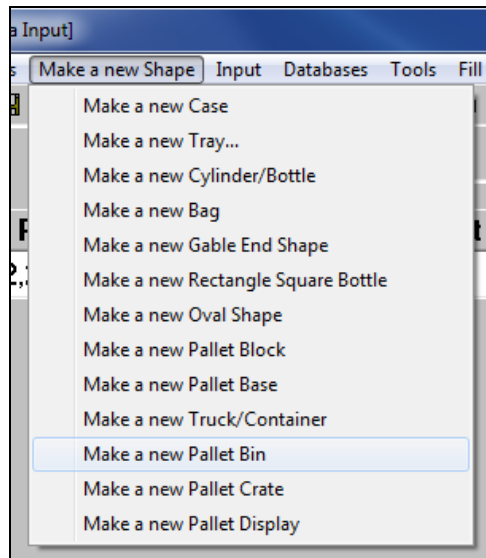 a Input]
s Make a new Shape Input Databases Tools Fill
Make a new Case
Make a new Tray...
Make a new Cylinder/Bottle
Make a new Bag
Make a new Gable End Shape
Make a new Rectangle Square Bottle
Make a new Oval Shape
Make a new Pallet Block
Make a new Pallet Base
Make a new Truck/Container
Make a new Pallet Bin
Make a new Pallet Crate
Make a new Pallet Display